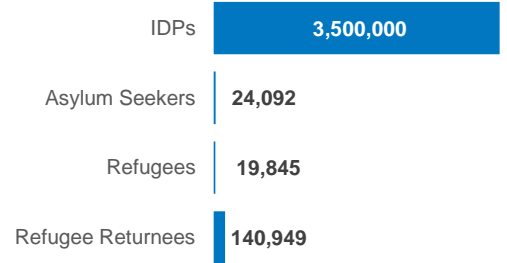 IDPs 3,500,000
Asylum Seekers 24,092
Refugees 19,845
Refugee Returnees 140,949